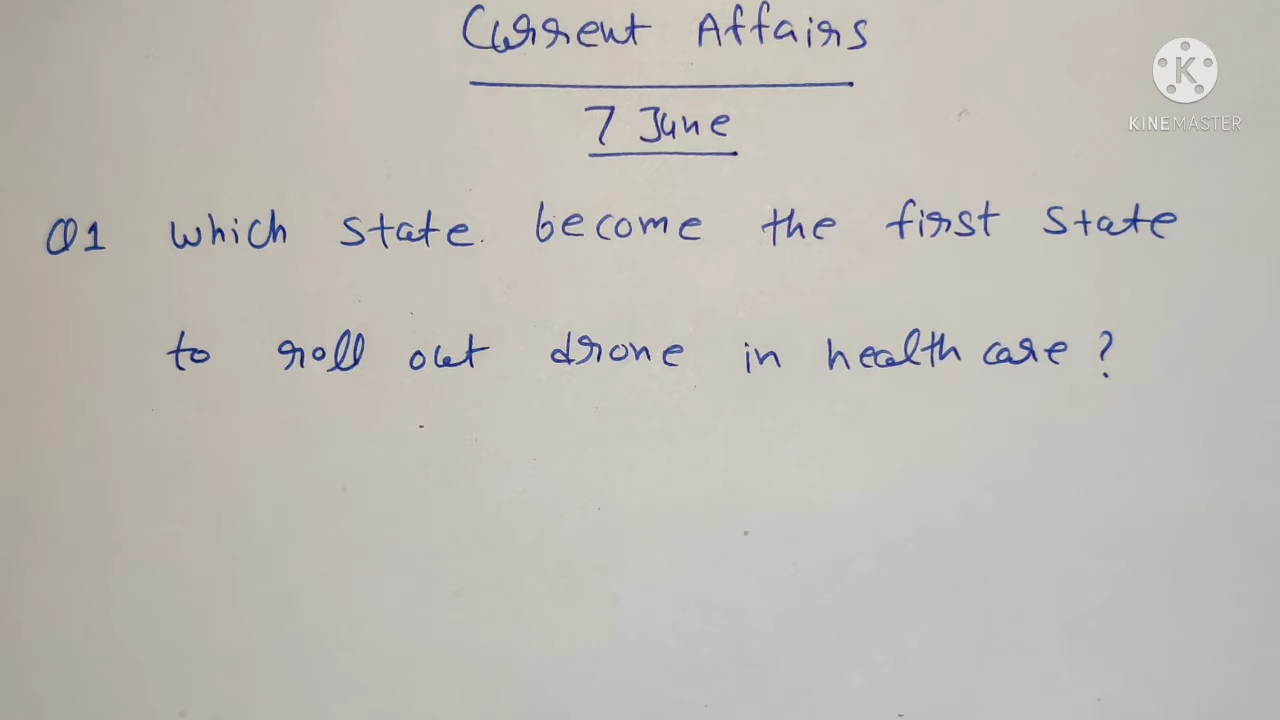 Current Affairs
K
KINEMASTER
7 June
Q1 which state become the first state
to roll out drone in health care ?